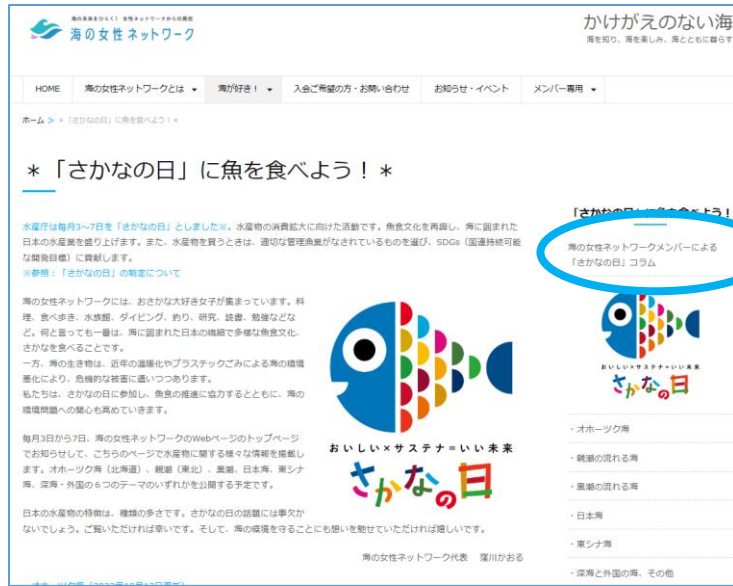 海の未来をひらく! 女性ネットワークからの発信
海の女性ネットワーク
かけがえのない海
海を知り、海を楽しみ、海とともに暮らす
HOME 海の女性ネットワークとは ▼ 海が好き! ▼ 入会ご希望の方・お問い合わせ お知らせ・イベント メンバー専用 ▼
ホーム > *「さかなの日」に魚を食べよう!*
*「さかなの日」に魚を食べよう!*
水産庁は毎月3~7日を「さかなの日」としました※。水産物の消費拡大に向けた活動です。魚食文化を再興し、海に囲まれた
日本の水産業を盛り上げます。また、水産物を買うときは、適切な管理漁業がなされているものを選び、SDGs(国連持続可能
な開発目標)に貢献します。
※参照:「さかなの日」の制定について
海の女性ネットワークには、おさかな大好き女子が集まっています。料
理、食べ歩き、水族館、ダイビング、釣り、研究、読書、勉強などな
ど。何と言っても一番は、海に囲まれた日本の繊細で多様な魚食文化、
さかなを食べることです。
一方、海の生き物は、近年の温暖化やプラスチックごみによる海の環境
悪化により、危機的な被害に遭いつつあります。
私たちは、さかなの日に参加し、魚食の推進に協力するとともに、海の
環境問題への関心も高めていきます。
毎月3日から7日、海の女性ネットワークのWebページのトップページ
でお知らせして、こちらのページで水産物に関する様々な情報を掲載し
ます。オホーツク海(北海道)、親潮(東北)、黒潮、日本海、東シナ
海、深海・外国の6つのテーマのいずれかを公開する予定です。
おいしい×サステナ=いい未来
さかなの日
日本の水産物の特徴は、種類の多さです。さかなの日の話題には事欠か
ないでしょう。ご覧いただければ幸いです。そして、海の環境を守ることにも想いを馳せていただければ嬉しいです。
海の女性ネットワーク代表 窪川かおる
「さかなの日」に魚を食べよう!
海の女性ネットワークメンバーによる
「さかなの日」コラム
おいしい×サステナ=いい未来
さかなの日
・オホーツク海
・親潮の流れる海
・黒潮の流れる海
・日本海
・東シナ海
・深海と外国の海、その他